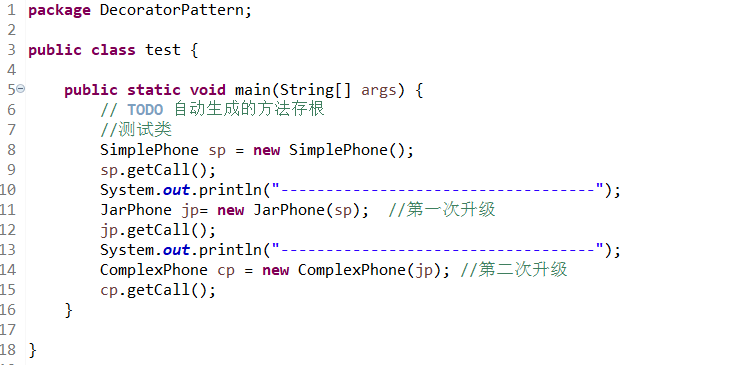 1 package DecoratorPattern;
2
3 public class test {
4
5 public static void main(String[] args) {
6 // TODO 自动生成的方法存根
7 //测试类
8 SimplePhone sp = new SimplePhone();
9 sp.getCall();
10 System.out.println("-----------------------------------");
11 JarPhone jp= new JarPhone(sp); //第一次升级
12 jp.getCall();
13 System.out.println("-----------------------------------");
14 ComplexPhone cp = new ComplexPhone(jp); //第二次升级
15 cp.getCall();
16 }
17
18 }